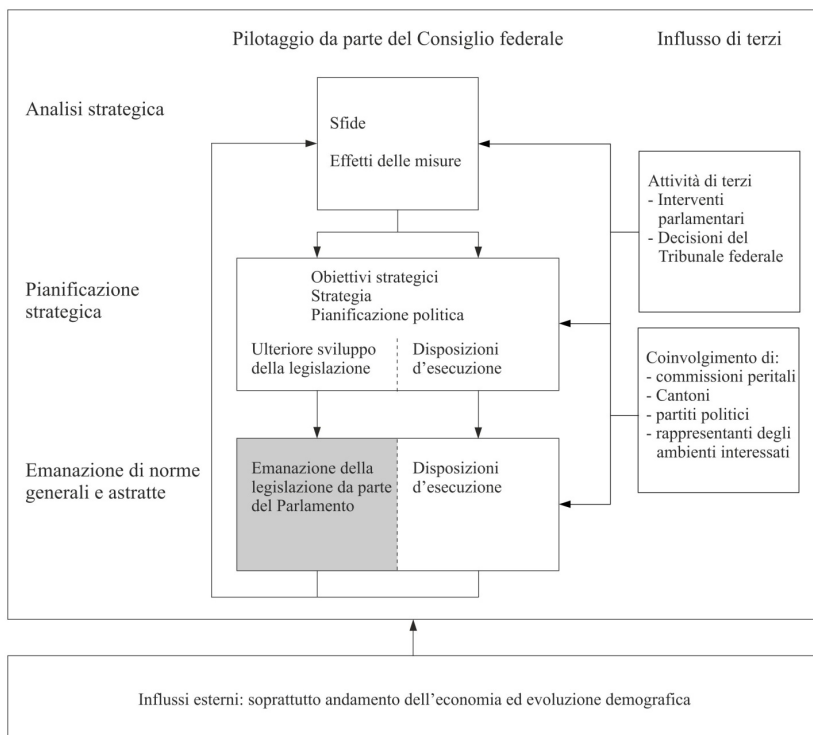 Pilotaggio da parte del Consiglio federale
Influsso di terzi
Analisi strategica
Sfide
Effetti delle misure
Attività di terzi
- Interventi
parlamentari
- Decisioni del
Tribunale federale
Pianificazione
strategica
Obiettivi strategici
Strategia
Pianificazione politica
Ulteriore sviluppo
della legislazione
Disposizioni
d'esecuzione
Coinvolgimento di:
- commissioni peritali
- Cantoni
- partiti politici
- rappresentanti degli
ambienti interessati
Emanazione di norme
generali e astratte
Emanazione della
legislazione da parte
del Parlamento
Disposizioni
d'esecuzione
Influssi esterni: soprattutto andamento dell'economia ed evoluzione demografica